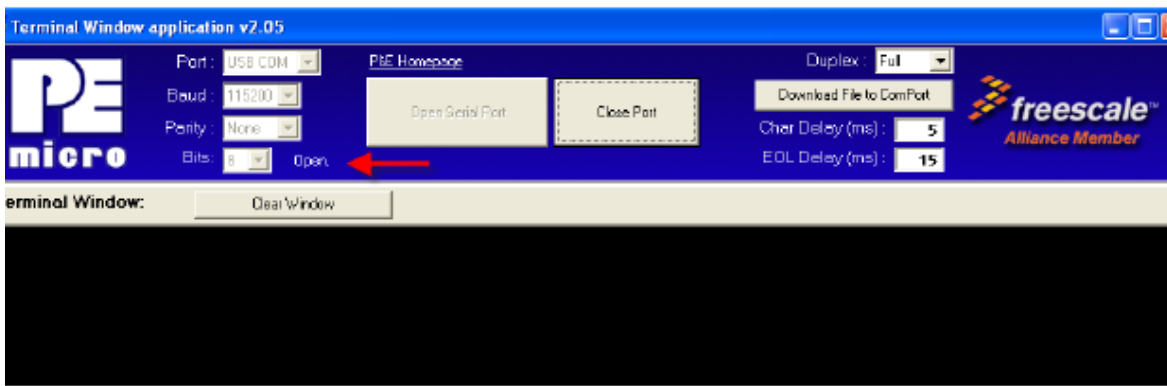 Terminal Window application v2.05
PE
micro
Port : USB COM
Baud : 115200
Parity : None
Bits: 8 Open.
P&E Homepage
Open Serial Port
Close Port
Duplex : Full
Download File to ComPort
Char Delay (ms) : 5
EOL Delay (ms) : 15
freescale™
Alliance Member
erminal Window:
Clear Window